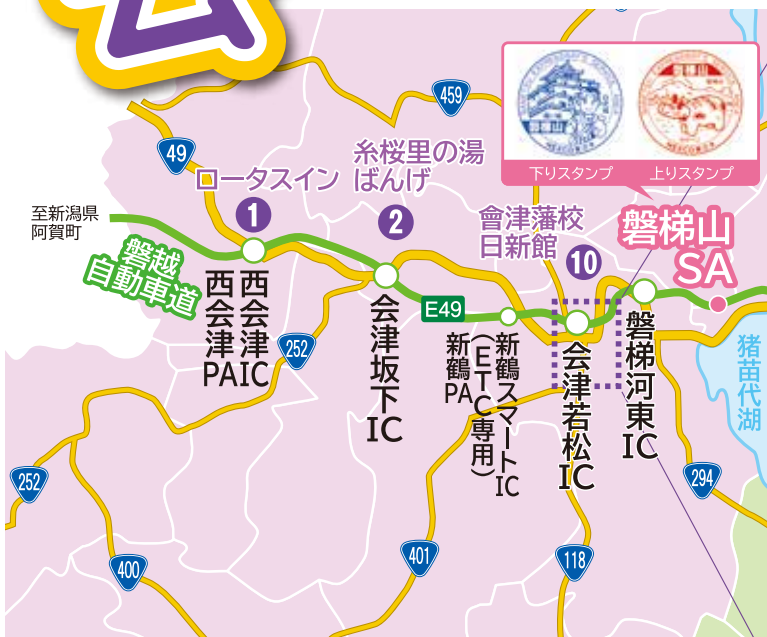 459
下りスタンプ
上りスタンプ
49
糸桜里の湯
ばんげ
ロータスイン
1
2
會津藩校
日新館
10
磐梯山
SA
至新潟県
阿賀町
磐越
自動車道
西会津IC
西会津PA
会津坂下IC
E49
新鶴スマートIC
(ETC専用)
新鶴PA
会津若松IC
磐梯河東IC
猪苗代湖
252
252
294
400
401
118